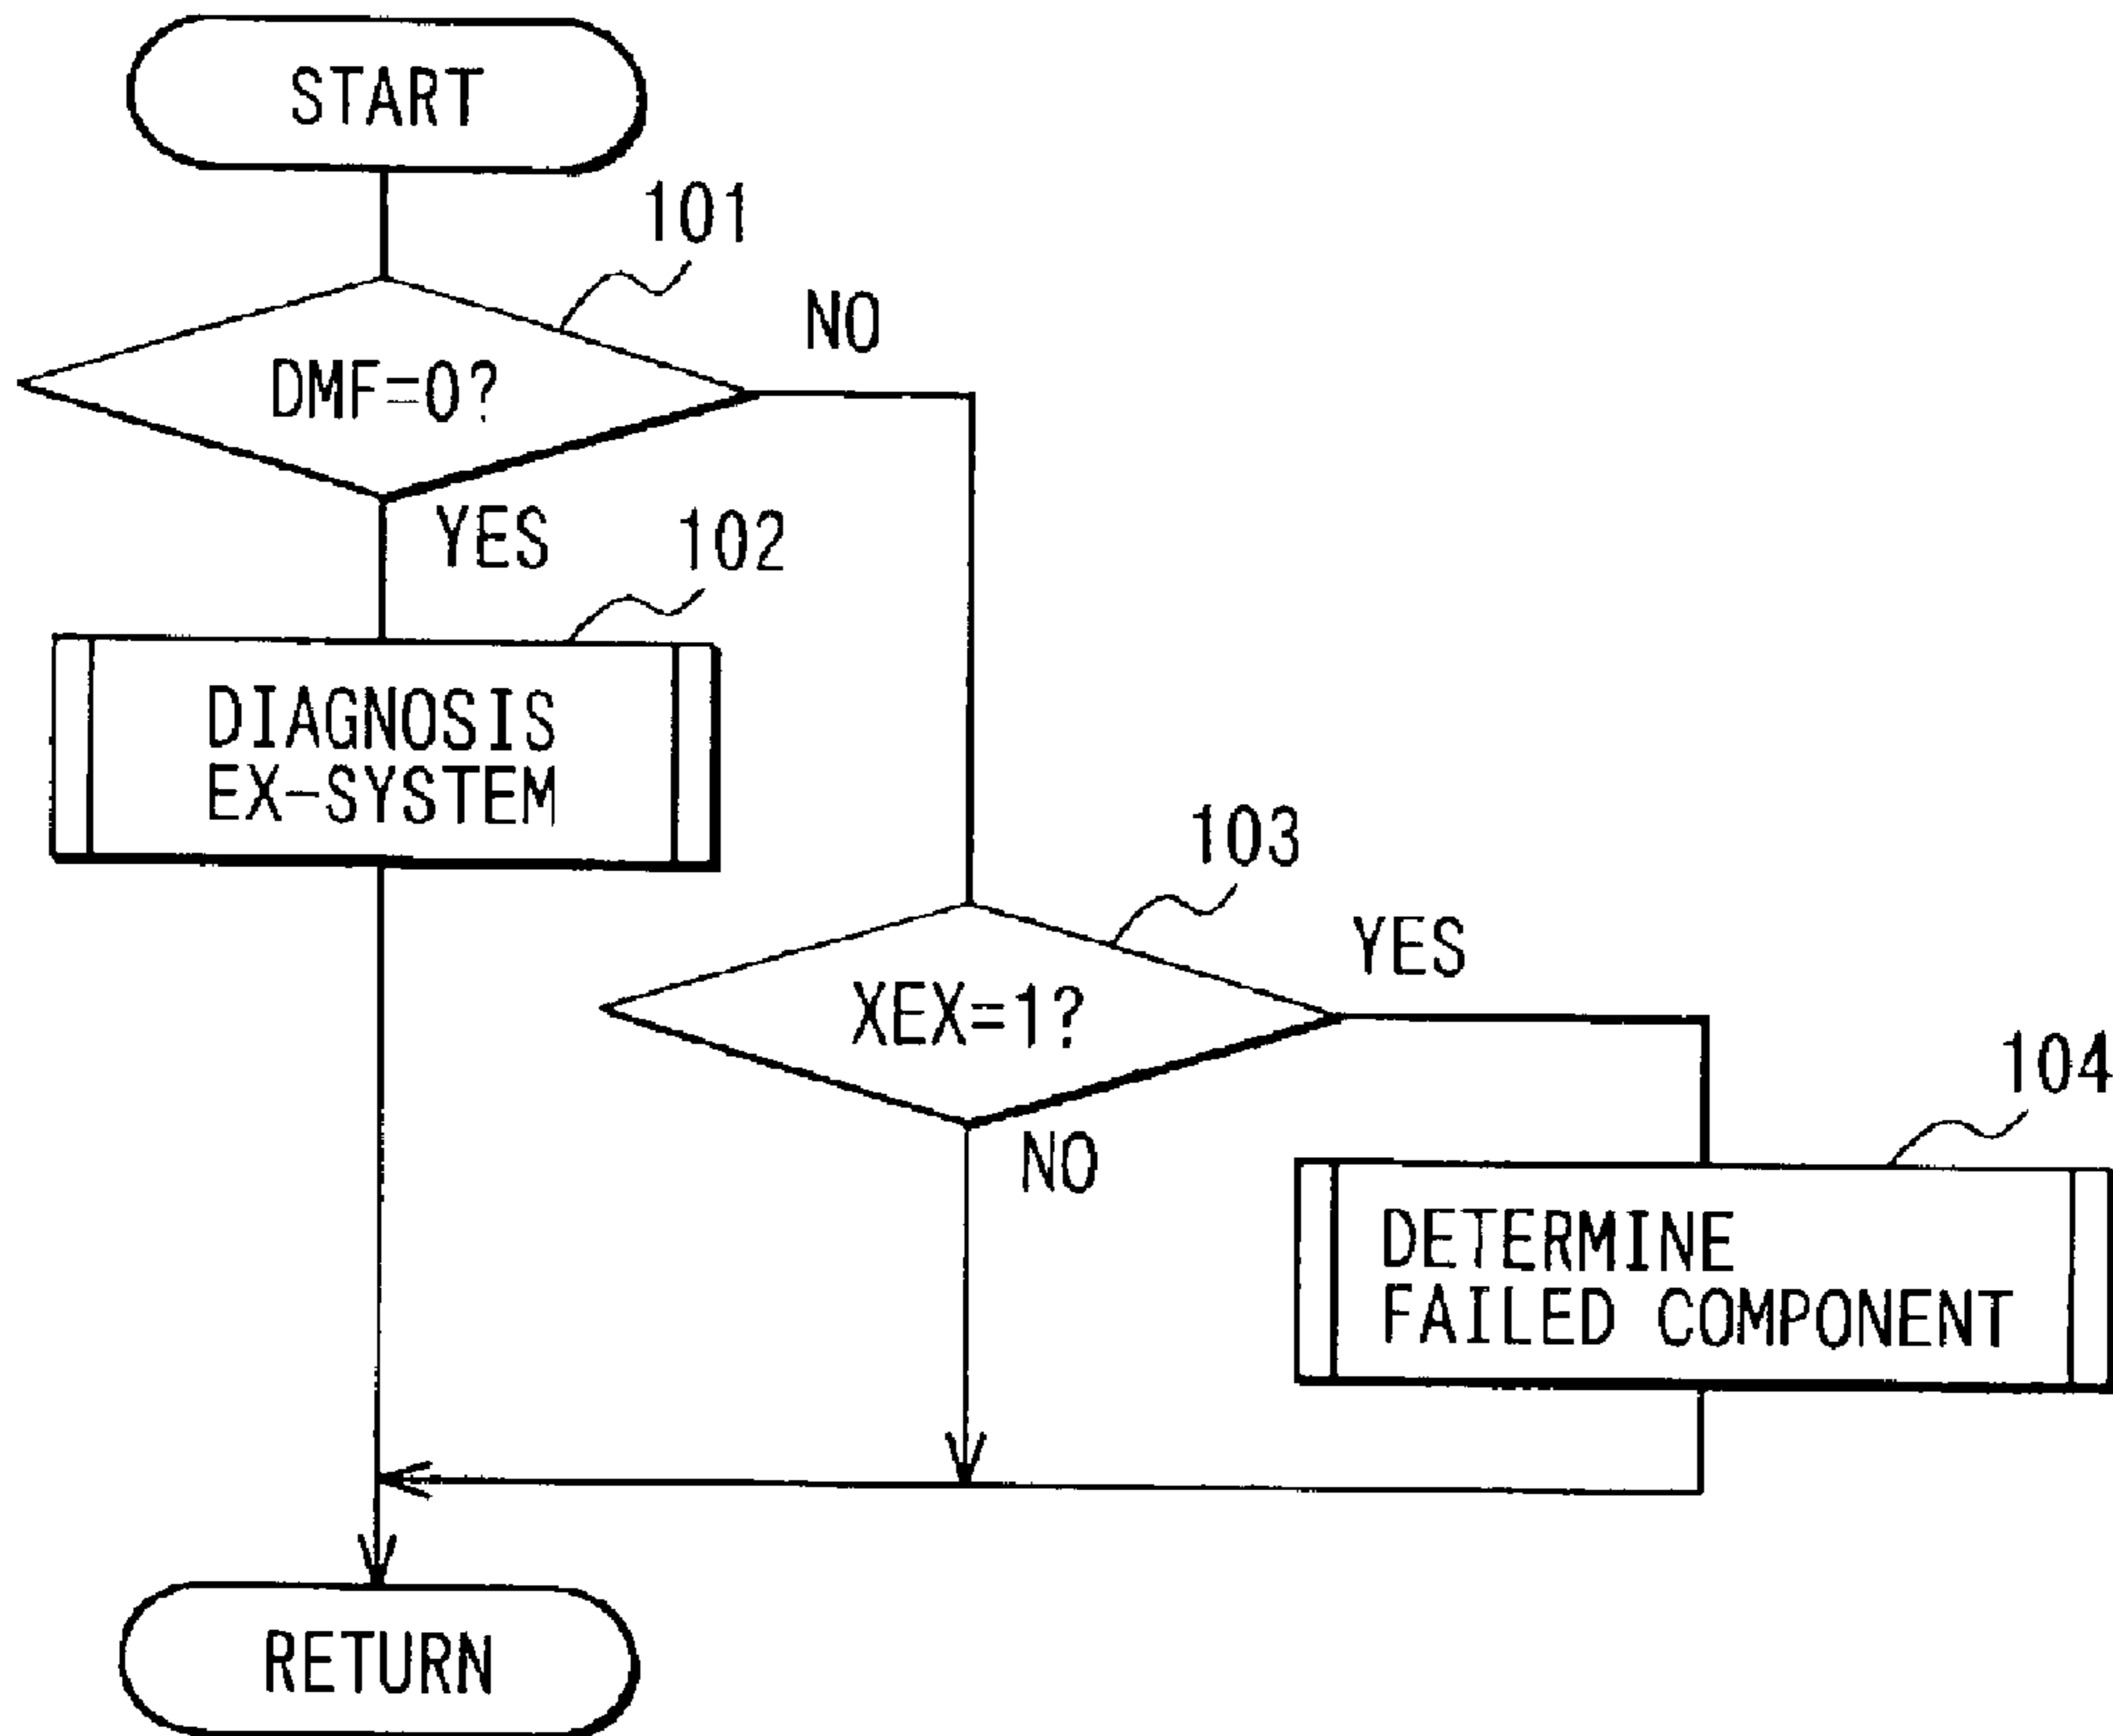 START
101
NO
DMF=0?
YES
102
DIAGNOSIS
EX-SYSTEM
103
YES
XEX=1?
104
NO
DETERMINE
FAILED COMPONENT
RETURN